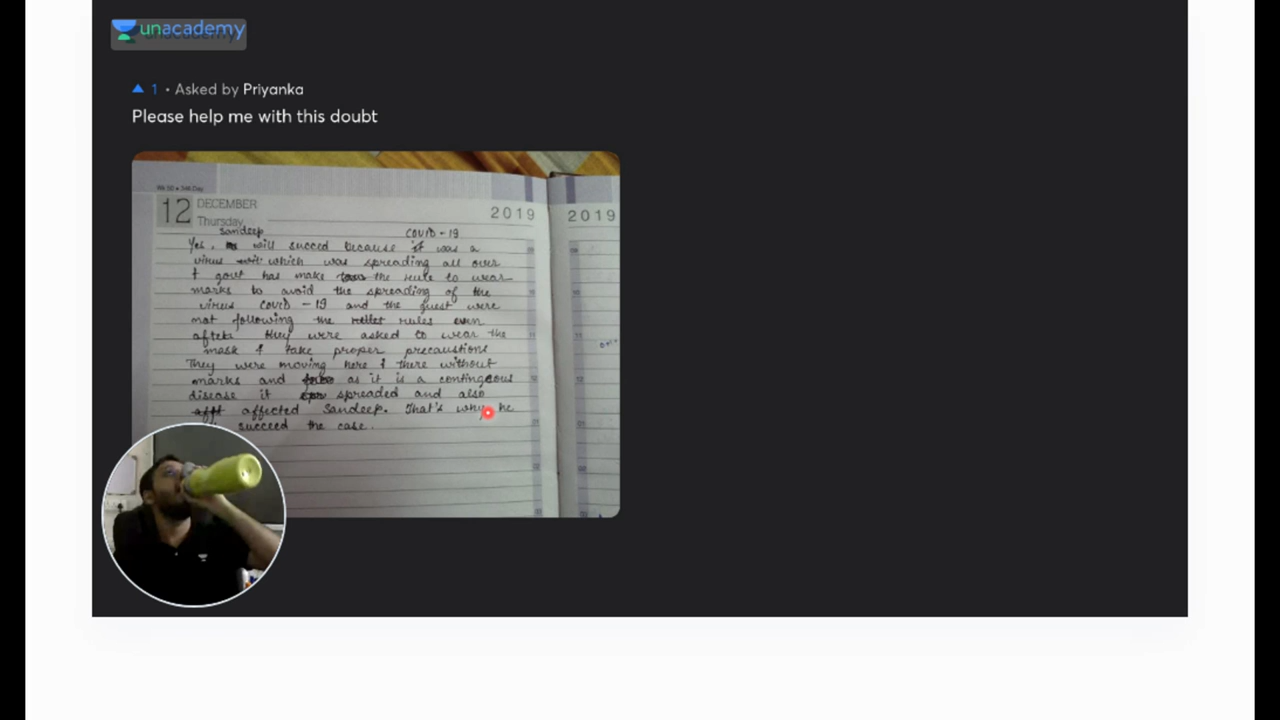 unacademy
1 • Asked by Priyanka
Please help me with this doubt
12 DECEMBER
Thursday
2019
2019
Sandeep COVID-19
Yes, will succed because it was a
virus which was spreading all over
& govt has make the rule to wear
marks to avoid the spreading of the
virus COVID-19 and the guest were
not following the rules even
after they were asked to wear the
mask & take proper precaustions
They were moving here & there without
marks and as it is a contingeous
disease it spreaded and also
affected Sandeep. That's why he
succeed the case.